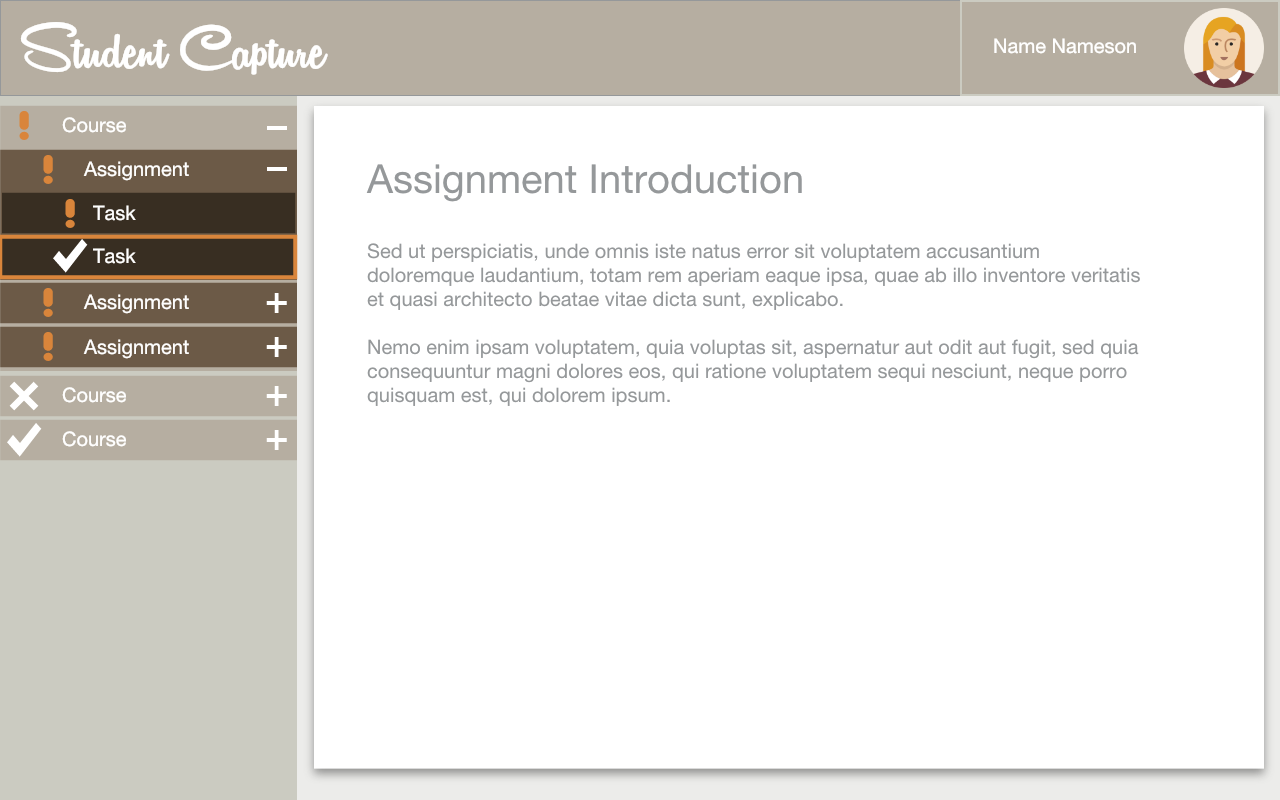 Student Capture
Name Nameson
Course
Assignment
Task
Task
Assignment
Assignment
Course
Course
Assignment Introduction
Sed ut perspiciatis, unde omnis iste natus error sit voluptatem accusantium
doloremque laudantium, totam rem aperiam eaque ipsa, quae ab illo inventore veritatis
et quasi architecto beatae vitae dicta sunt, explicabo.
Nemo enim ipsam voluptatem, quia voluptas sit, aspernatur aut odit aut fugit, sed quia
consequuntur magni dolores eos, qui ratione voluptatem sequi nesciunt, neque porro
quisquam est, qui dolorem ipsum.